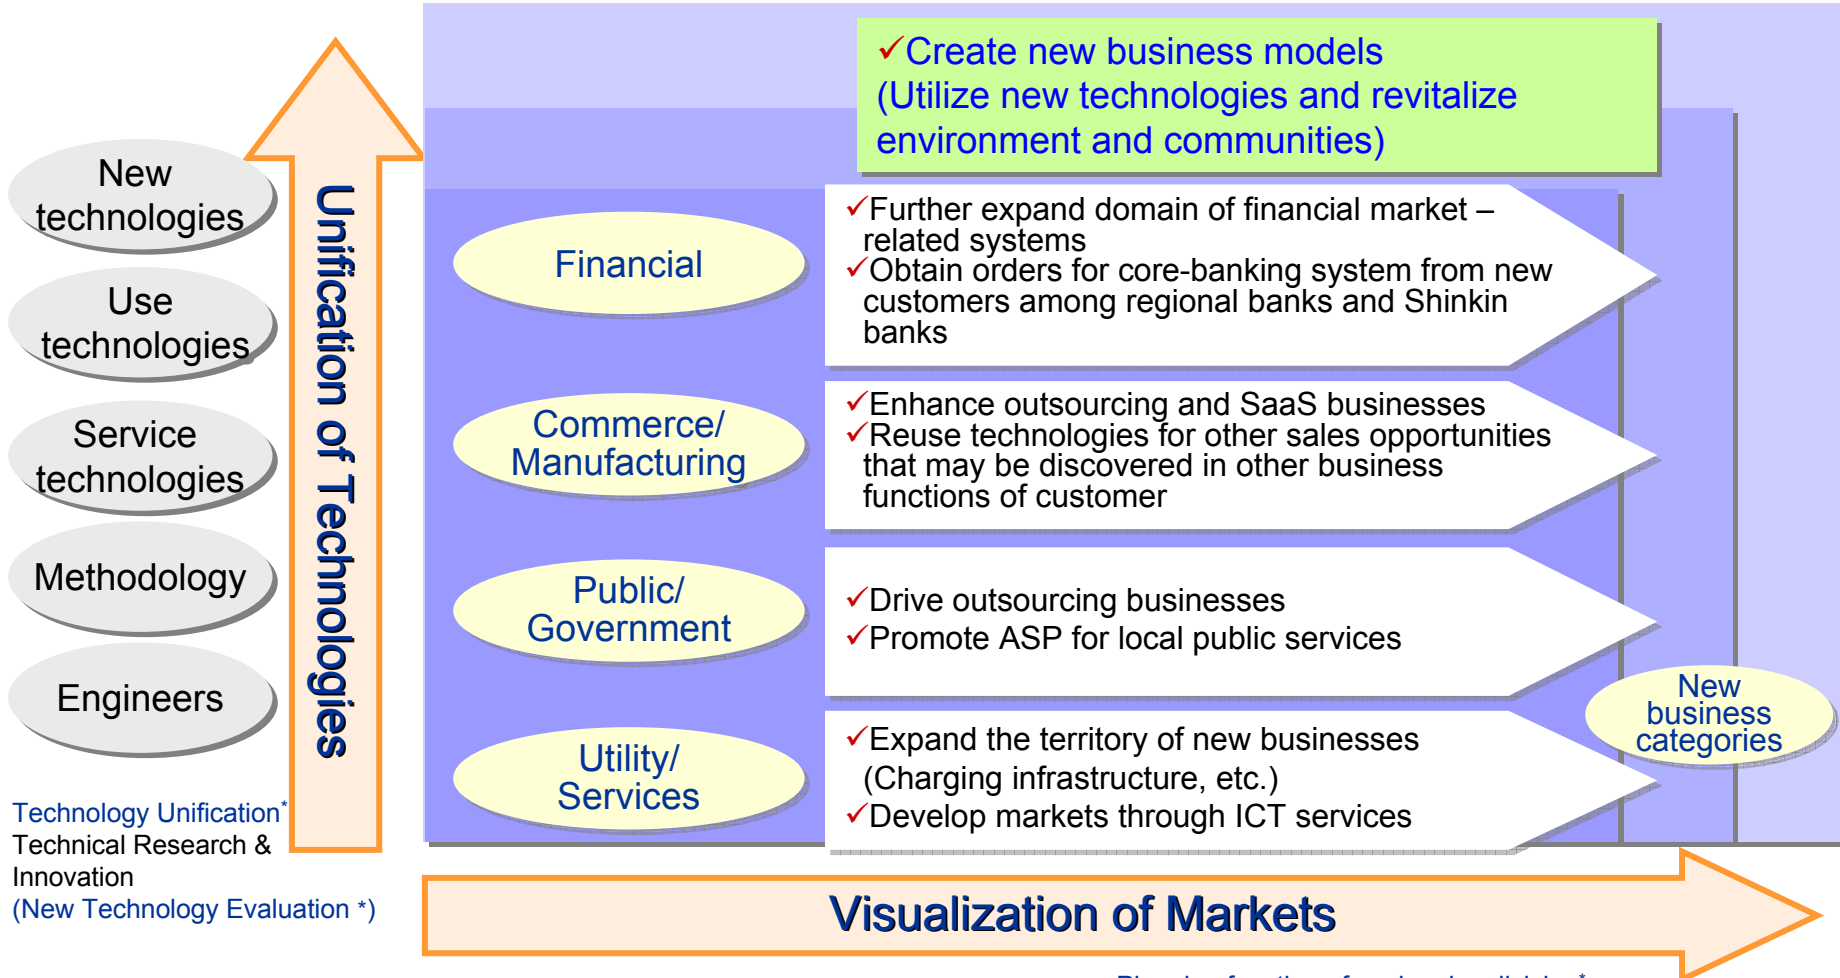 ✓Create new business models
(Utilize new technologies and revitalize
environment and communities)
New
technologies
Use
technologies
Service
technologies
Methodology
Engineers
Unification of Technologies
Technology Unification*
Technical Research &
Innovation
(New Technology Evaluation *)
Financial
✓Further expand domain of financial market –
related systems
✓Obtain orders for core-banking system from new
customers among regional banks and Shinkin
banks
Commerce/
Manufacturing
✓Enhance outsourcing and SaaS businesses
✓Reuse technologies for other sales opportunities
that may be discovered in other business
functions of customer
Public/
Government
✓Drive outsourcing businesses
✓Promote ASP for local public services
Utility/
Services
✓Expand the territory of new businesses
(Charging infrastructure, etc.)
✓Develop markets through ICT services
New
business
categories
Visualization of Markets